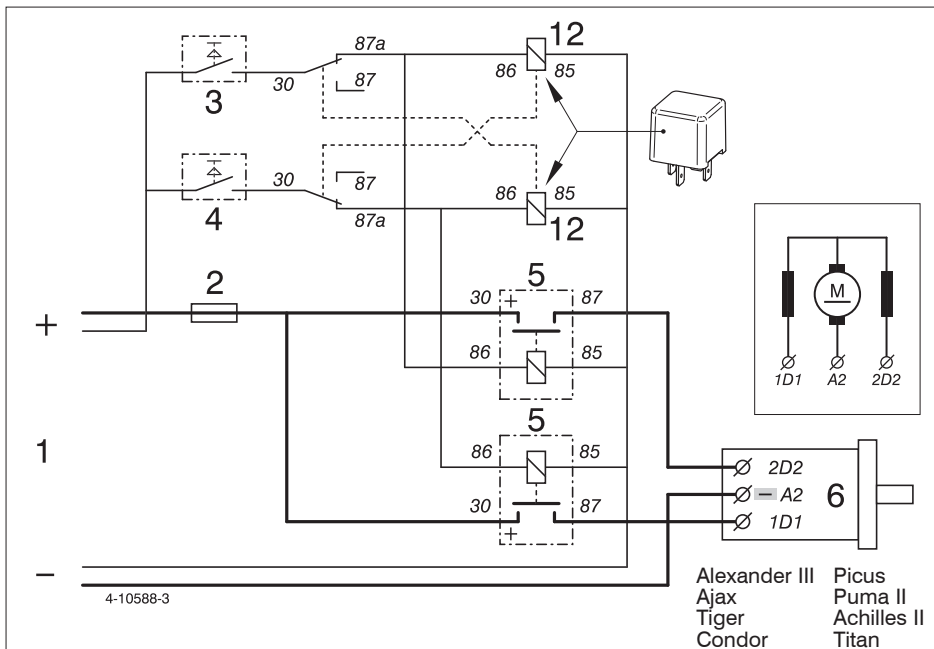 87a
12
30
87
86
85
3
30
87
86
85
4
87a
12
2
5
30
+
87
+
86
85
M
1D1
A2
2D2
5
1
86
85
2D2
30
87
− A2
6
+
1D1
−
4-10588-3
Alexander III Picus
Ajax Puma II
Tiger Achilles II
Condor Titan